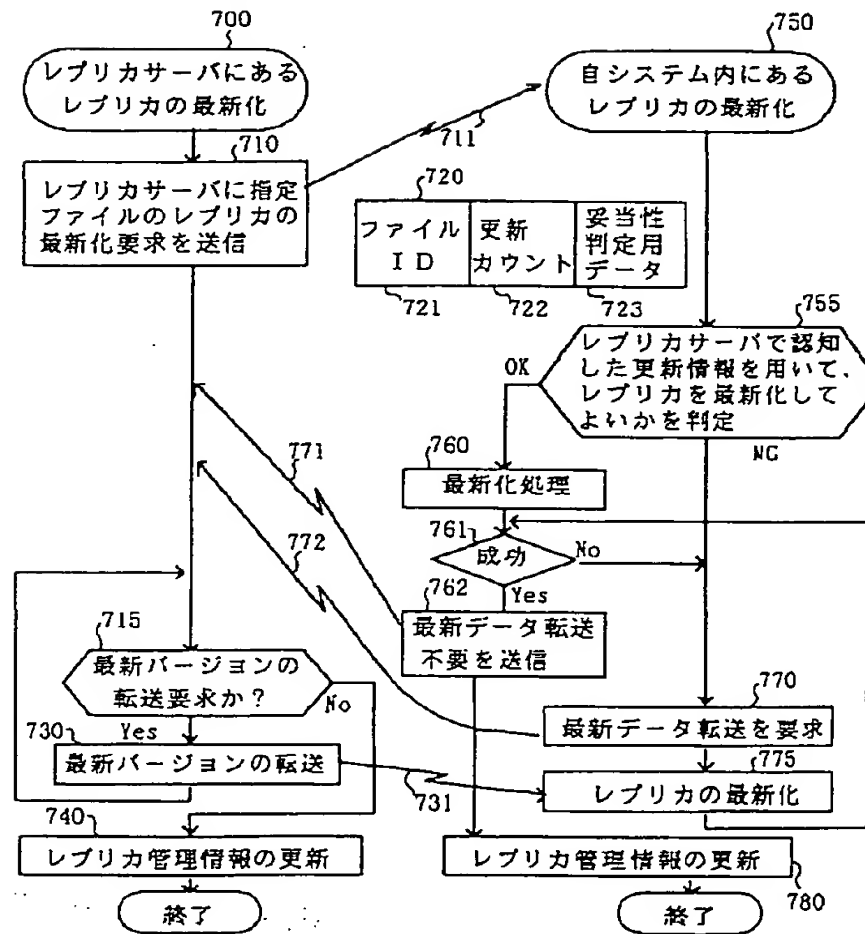 700
レプリカサーバにある
レプリカの最新化
710
レプリカサーバに指定
ファイルのレプリカの
最新化要求を送信
711
750
自システム内にある
レプリカの最新化
720
ファイル
ID
更新
カウント
妥当性
判定用
データ
721
722
723
755
レプリカサーバで認知
した更新情報を用いて、
レプリカを最新化して
よいかを判定
OK
NG
760
最新化処理
761
成功
No
Yes
762
最新データ転送
不要を送信
771
772
715
最新バージョンの
転送要求か?
No
Yes
730
最新バージョンの転送
731
770
最新データ転送を要求
775
レプリカの最新化
740
レプリカ管理情報の更新
終了
レプリカ管理情報の更新
780
終了